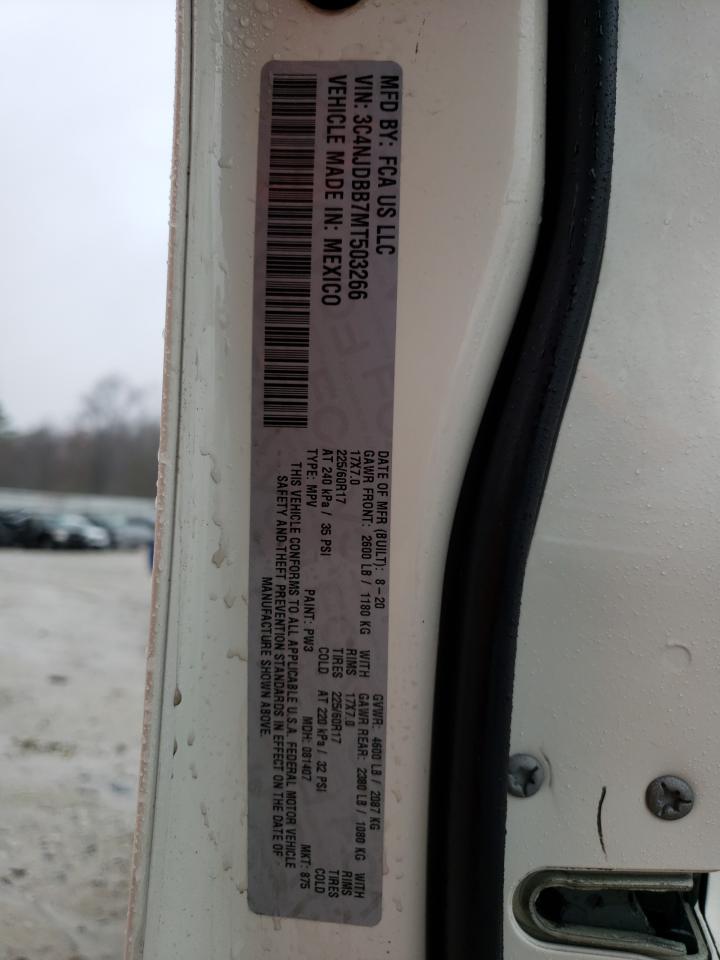 MFD BY: FCA US LLC
VIN: 3C4NJDBB7MT503266
VEHICLE MADE IN: MEXICO
DATE OF MFR (BUILT): 8-20 GVWR: 4600 LB / 2087 KG
GAWR FRONT: 2600 LB / 1180 KG WITH GAWR REAR: 2380 LB / 1080 KG WITH
17X7.0 RIMS 17X7.0 RIMS
225/60R17 TIRES 225/60R17 TIRES
AT 240 kPa / 35 PSI COLD AT 220 kPa / 32 PSI COLD
TYPE: MPV PAINT: PW3 MDH: 081407 MKT: 875
THIS VEHICLE CONFORMS TO ALL APPLICABLE U.S.A. FEDERAL MOTOR VEHICLE
SAFETY AND THEFT PREVENTION STANDARDS IN EFFECT ON THE DATE OF
MANUFACTURE SHOWN ABOVE.